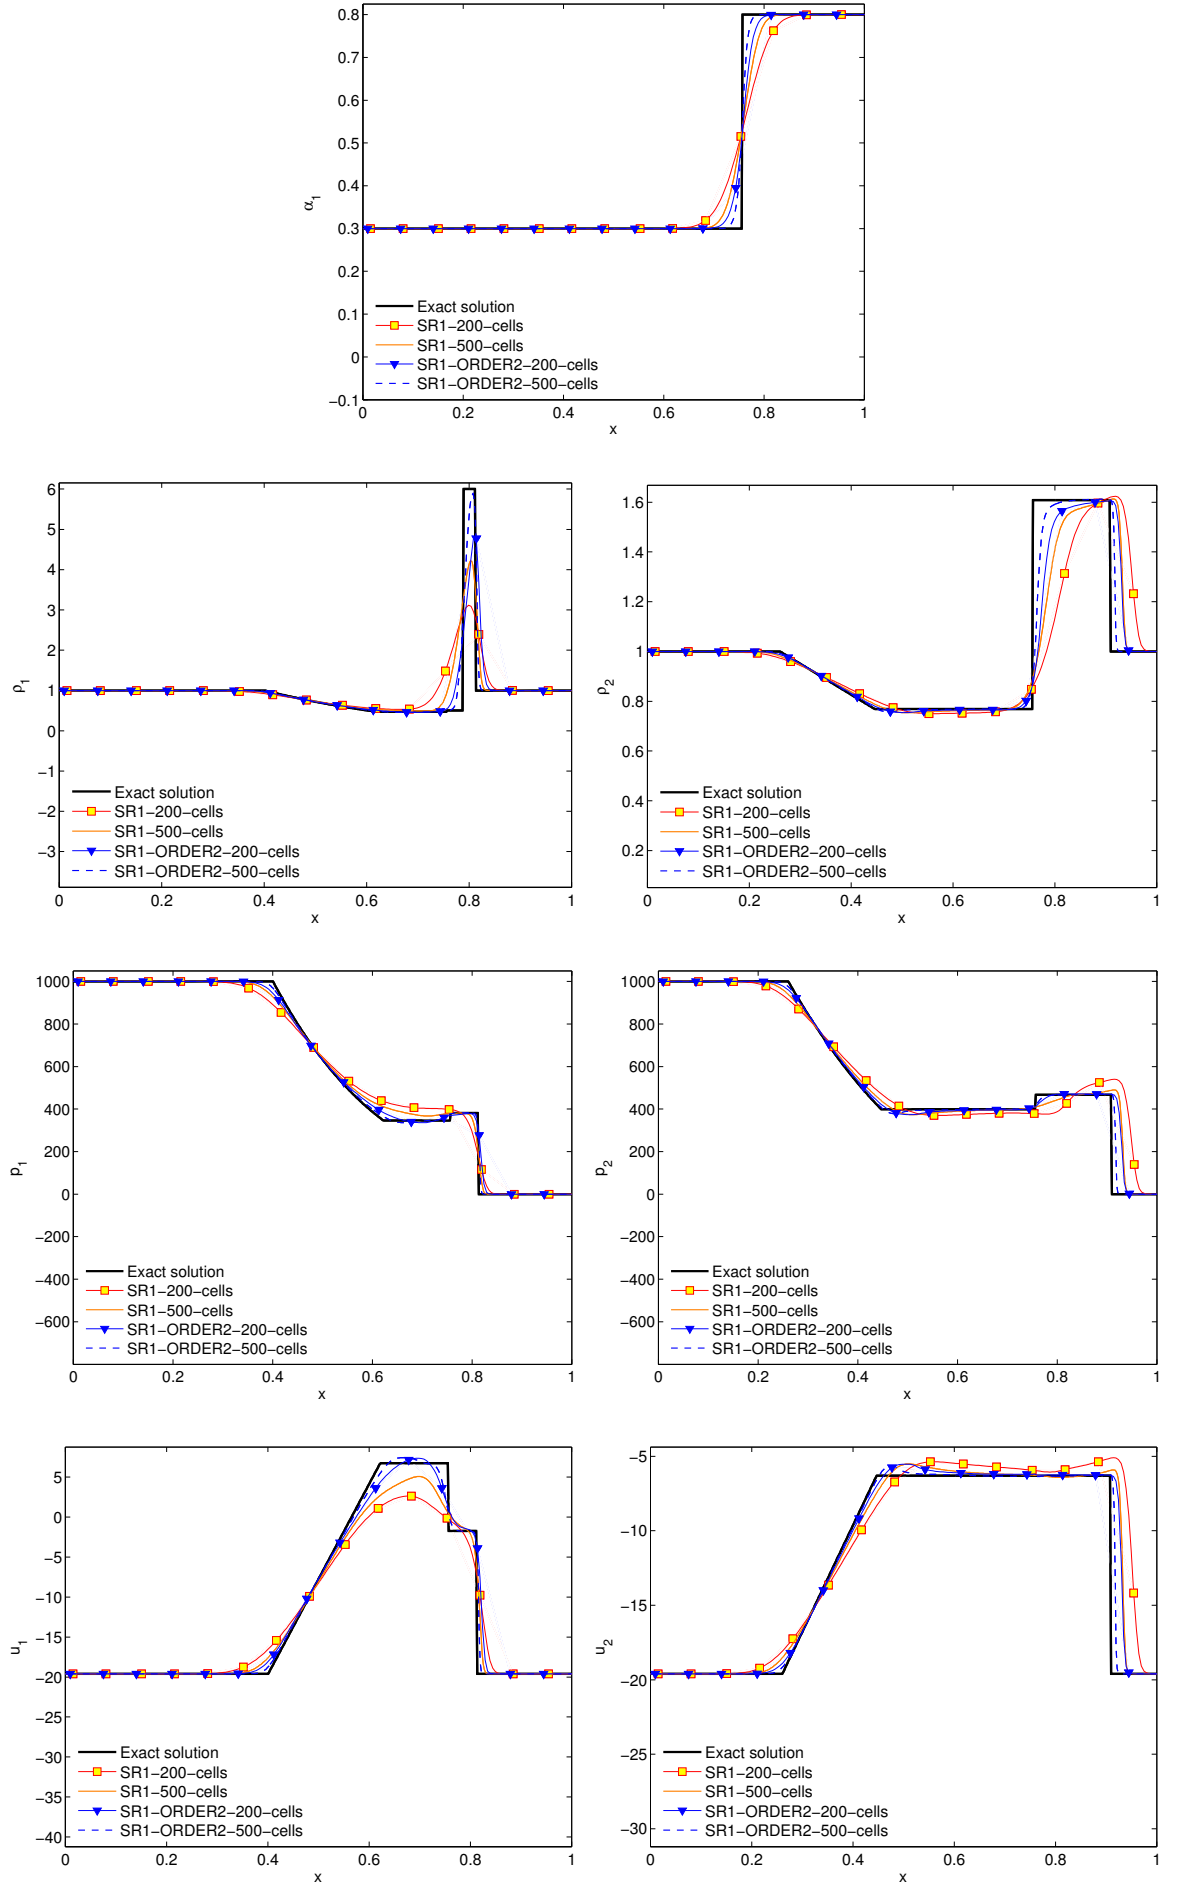 0.8
0.7
0.6
0.5
0.4
0.3
0.2
0.1
0
−0.1
α1
Exact solution
SR1−200−cells
SR1−500−cells
SR1−ORDER2−200−cells
SR1−ORDER2−500−cells
0 0.2 0.4 0.6 0.8 1
x
6
5
4
3
2
1
0
−1
−2
−3
ρ1
Exact solution
SR1−200−cells
SR1−500−cells
SR1−ORDER2−200−cells
SR1−ORDER2−500−cells
0 0.2 0.4 0.6 0.8 1
x
1.6
1.4
1.2
1
0.8
0.6
0.4
0.2
ρ2
Exact solution
SR1−200−cells
SR1−500−cells
SR1−ORDER2−200−cells
SR1−ORDER2−500−cells
0 0.2 0.4 0.6 0.8 1
x
1000
800
600
400
200
0
−200
−400
−600
p1
Exact solution
SR1−200−cells
SR1−500−cells
SR1−ORDER2−200−cells
SR1−ORDER2−500−cells
0 0.2 0.4 0.6 0.8 1
x
1000
800
600
400
200
0
−200
−400
−600
p2
Exact solution
SR1−200−cells
SR1−500−cells
SR1−ORDER2−200−cells
SR1−ORDER2−500−cells
0 0.2 0.4 0.6 0.8 1
x
5
0
−5
−10
−15
−20
−25
−30
−35
−40
u1
Exact solution
SR1−200−cells
SR1−500−cells
SR1−ORDER2−200−cells
SR1−ORDER2−500−cells
0 0.2 0.4 0.6 0.8 1
x
−5
−10
−15
−20
−25
−30
u2
Exact solution
SR1−200−cells
SR1−500−cells
SR1−ORDER2−200−cells
SR1−ORDER2−500−cells
0 0.2 0.4 0.6 0.8 1
x